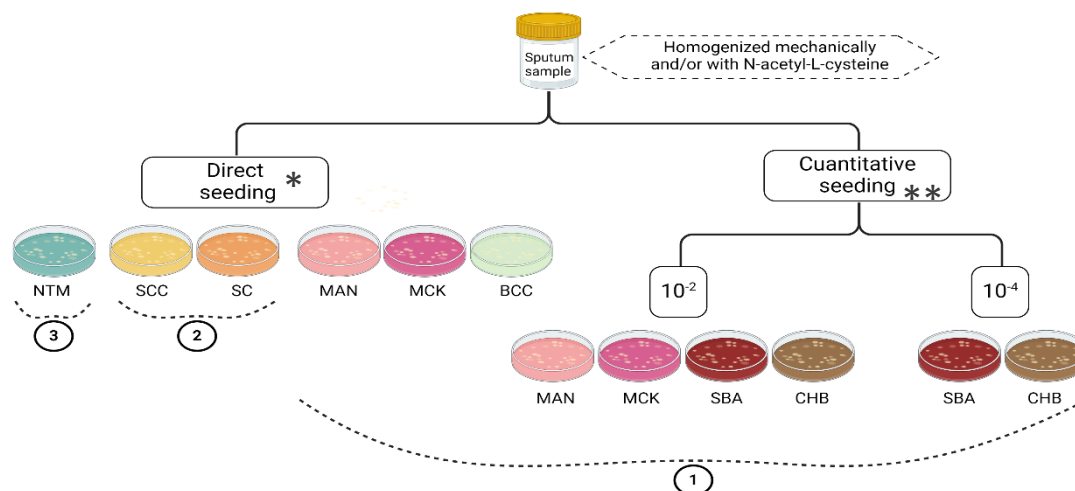 Sputum
sample
Homogenized mechanically
and/or with N-acetyl-L-cysteine
Direct
seeding *
Cuantitative
seeding **
NTM
SCC
SC
MAN
MCK
BCC
3
2
10⁻²
10⁻⁴
MAN
MCK
SBA
CHB
SBA
CHB
1